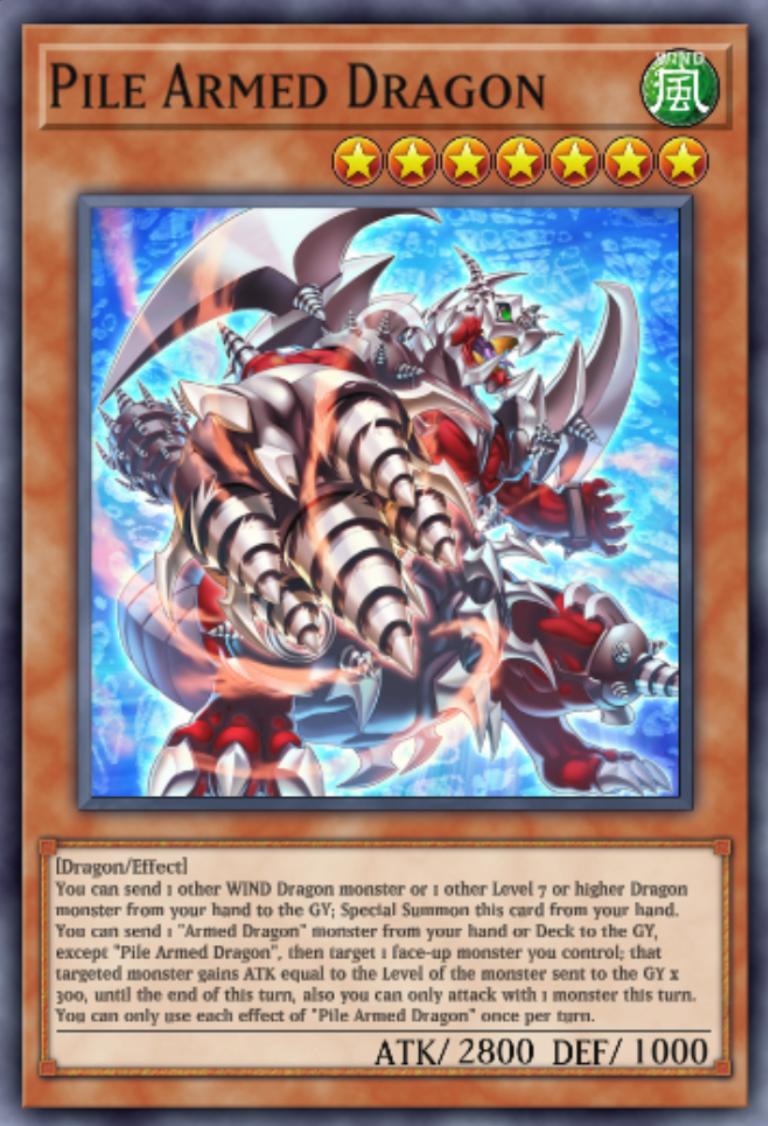 PILE ARMED DRAGON
WIND
風
[Dragon/Effect]
You can send 1 other WIND Dragon monster or 1 other Level 7 or higher Dragon
monster from your hand to the GY; Special Summon this card from your hand.
You can send 1 "Armed Dragon" monster from your hand or Deck to the GY,
except "Pile Armed Dragon", then target 1 face-up monster you control; that
targeted monster gains ATK equal to the Level of the monster sent to the GY x
300, until the end of this turn, also you can only attack with 1 monster this turn.
You can only use each effect of "Pile Armed Dragon" once per turn.
ATK/ 2800 DEF/ 1000